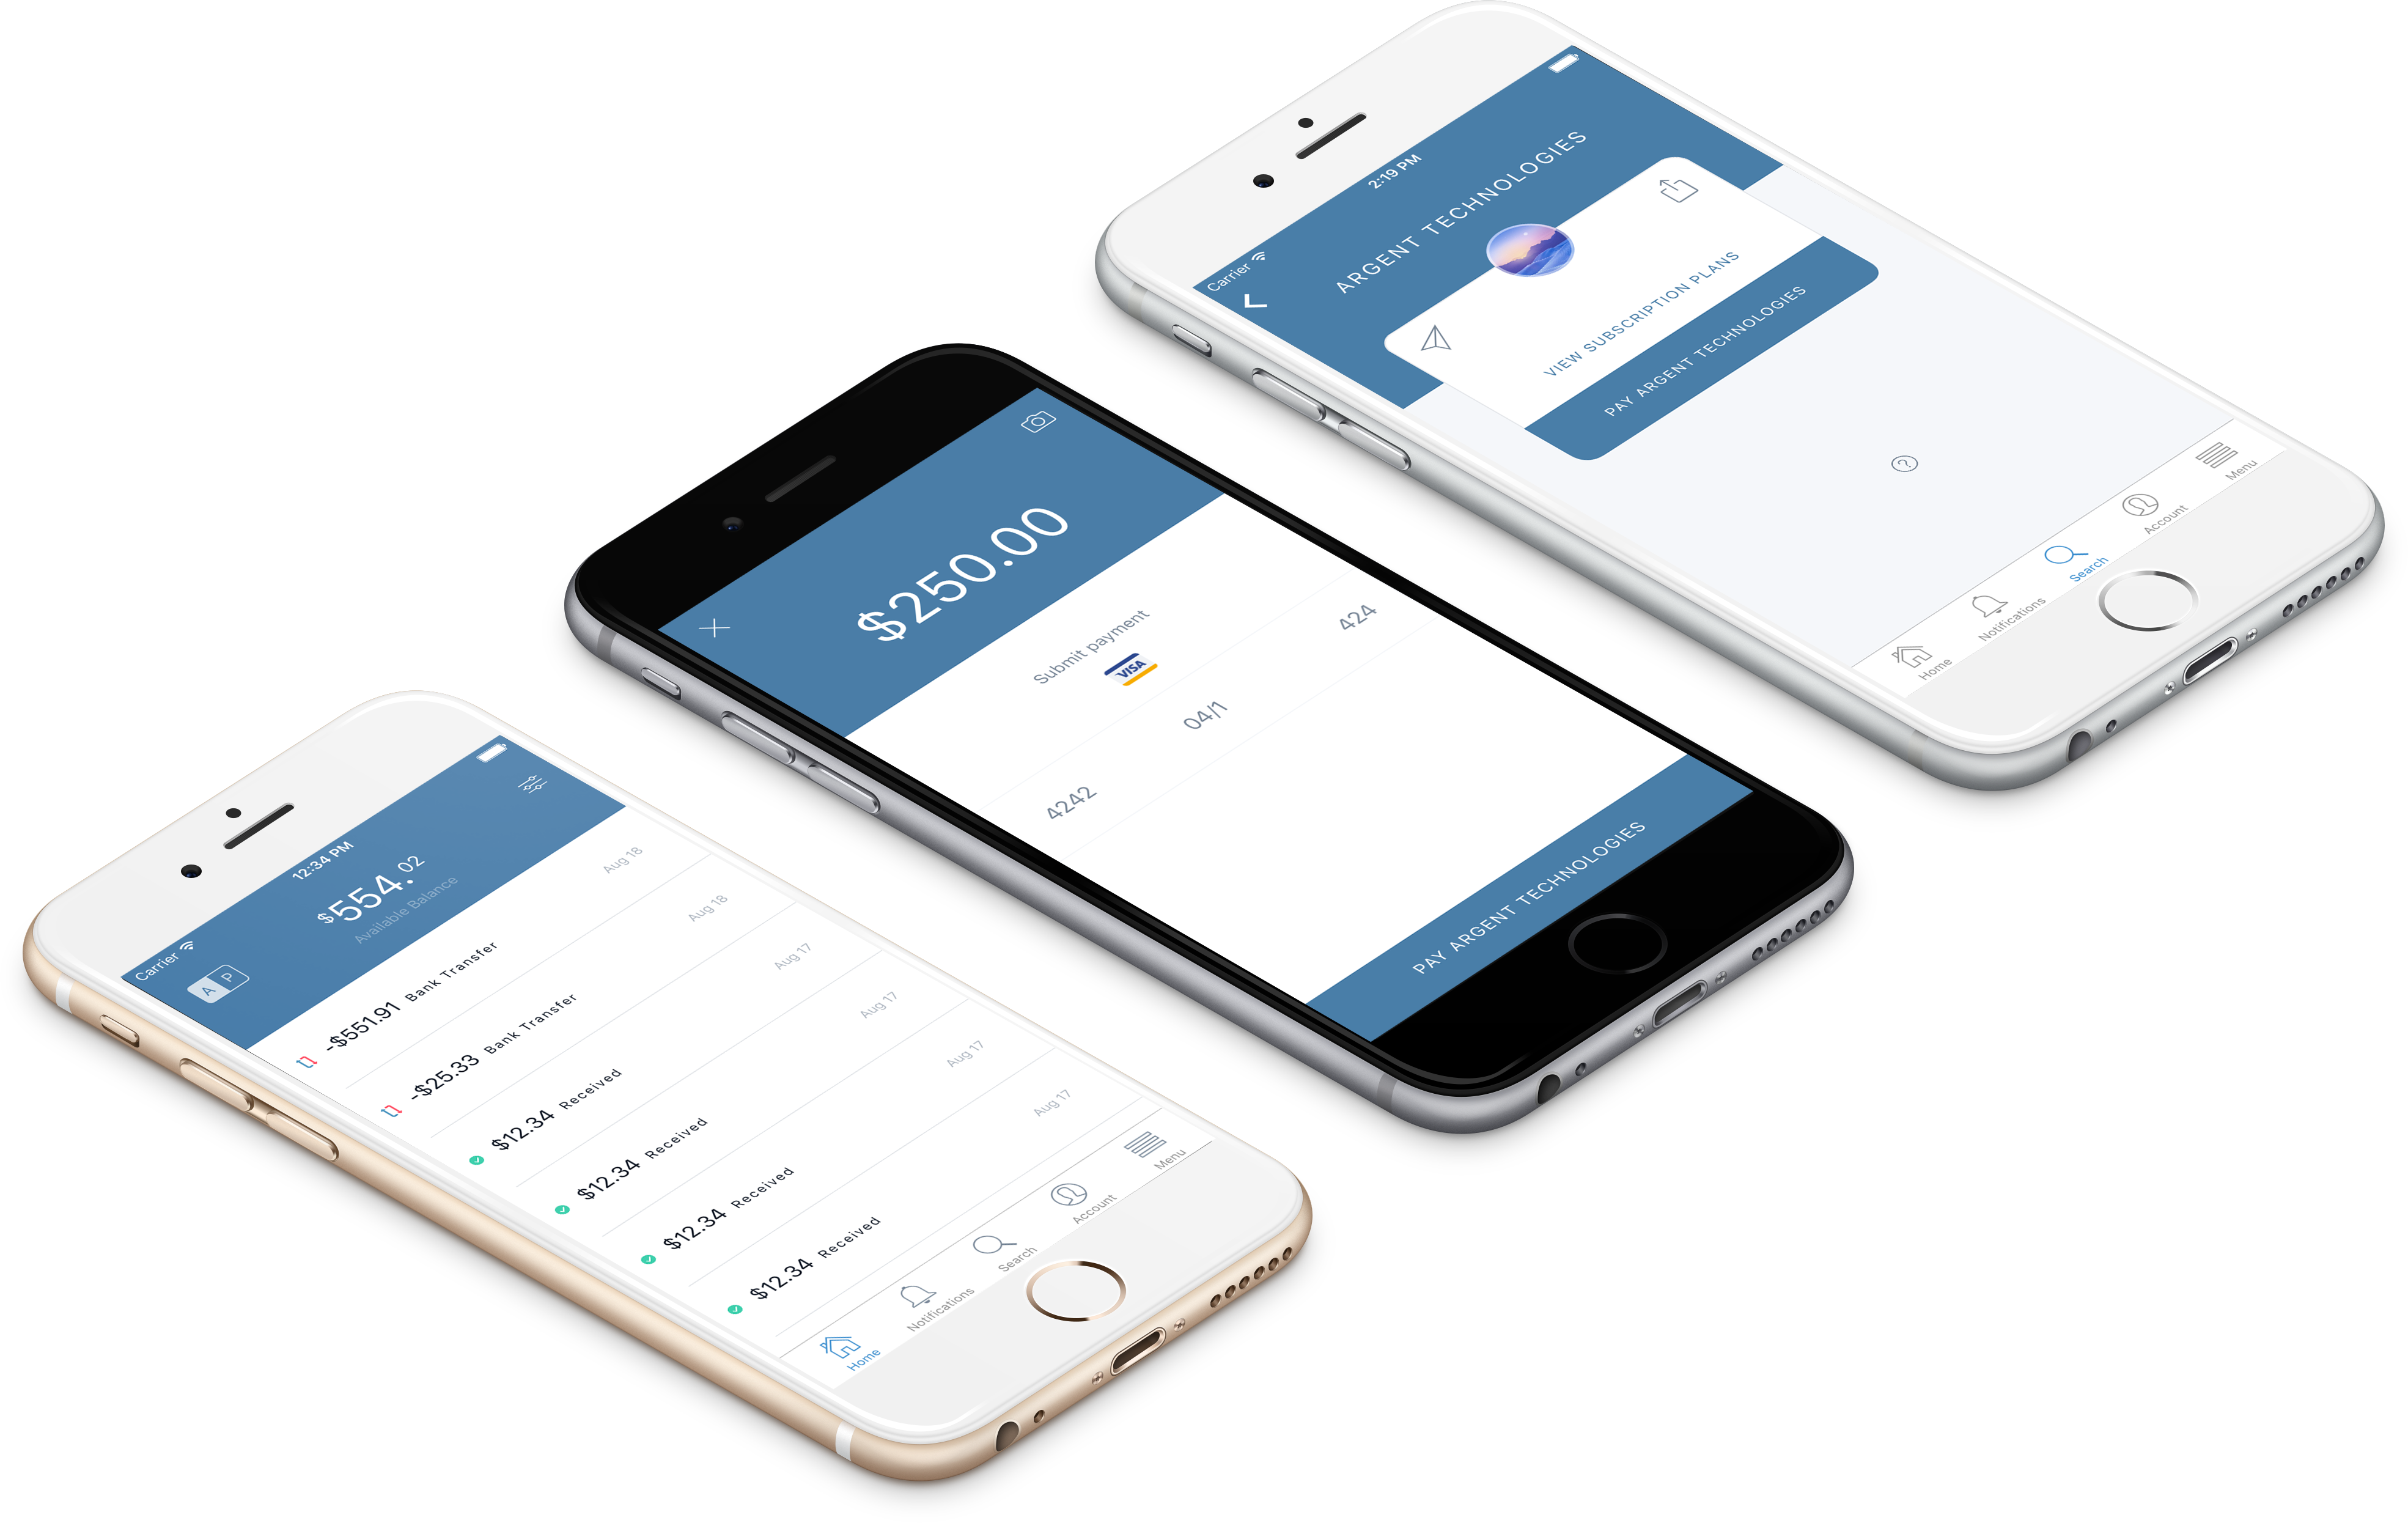 Carrier 12:34 PM
A P
$554.02
Available Balance
-$551.91 Bank Transfer Aug 18
-$25.33 Bank Transfer Aug 18
$12.34 Received Aug 17
$12.34 Received Aug 17
$12.34 Received Aug 17
$12.34 Received Aug 17
Home Notifications Search Account Menu
$250.00
Submit payment
VISA
4242 04/1 424
PAY ARGENT TECHNOLOGIES
Carrier 2:19 PM
ARGENT TECHNOLOGIES
VIEW SUBSCRIPTION PLANS
PAY ARGENT TECHNOLOGIES
?
Home Notifications Search Account Menu